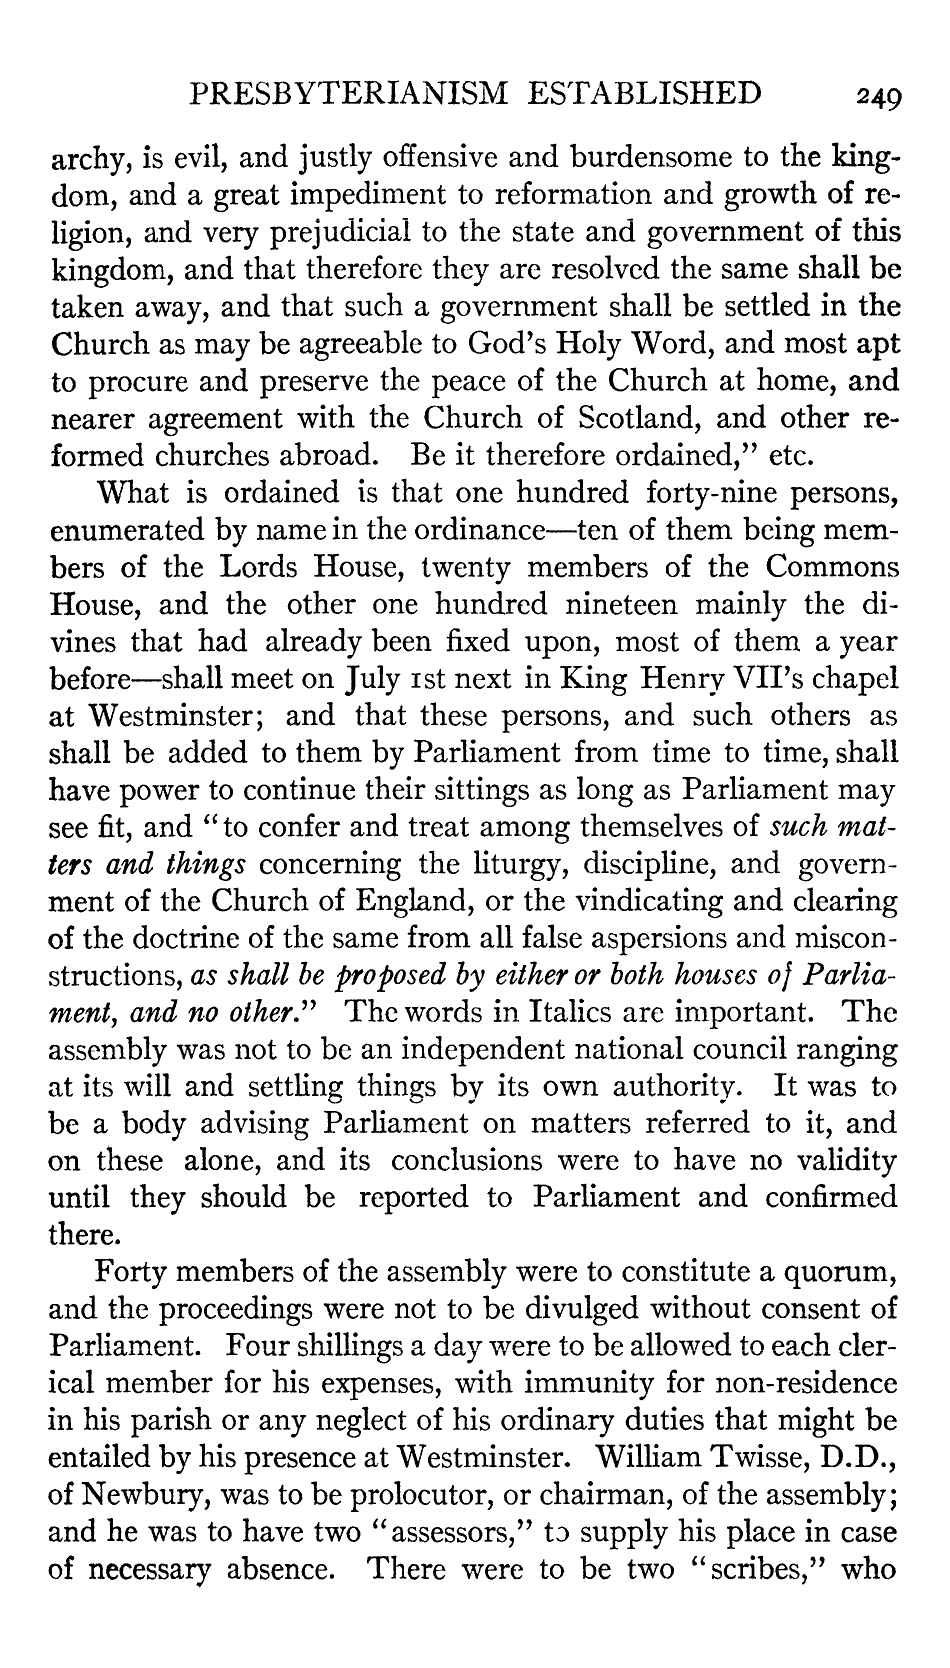 PRESBYTERIANISM ESTABLISHED 249
archy, is evil, and justly offensive and burdensome to the king-
dom, and a great impediment to reformation and growth of re-
ligion, and very prejudicial to the state and government of this
kingdom, and that therefore they are resolved the same shall be
taken away, and that such a government shall be settled in the
Church as may be agreeable to God's Holy Word, and most apt
to procure and preserve the peace of the Church at home, and
nearer agreement with the Church of Scotland, and other re-
formed churches abroad. Be it therefore ordained," etc.
What is ordained is that one hundred forty-nine persons,
enumerated by name in the ordinance—ten of them being mem-
bers of the Lords House, twenty members of the Commons
House, and the other one hundred nineteen mainly the di-
vines that had already been fixed upon, most of them a year
before—shall meet on July 1st next in King Henry VII's chapel
at Westminster; and that these persons, and such others as
shall be added to them by Parliament from time to time, shall
have power to continue their sittings as long as Parliament may
see fit, and "to confer and treat among themselves of such mat-
ters and things concerning the liturgy, discipline, and govern-
ment of the Church of England, or the vindicating and clearing
of the doctrine of the same from all false aspersions and miscon-
structions, as shall be proposed by either or both houses of Parlia-
ment, and no other." The words in Italics are important. The
assembly was not to be an independent national council ranging
at its will and settling things by its own authority. It was to
be a body advising Parliament on matters referred to it, and
on these alone, and its conclusions were to have no validity
until they should be reported to Parliament and confirmed
there.
Forty members of the assembly were to constitute a quorum,
and the proceedings were not to be divulged without consent of
Parliament. Four shillings a day were to be allowed to each cler-
ical member for his expenses, with immunity for non-residence
in his parish or any neglect of his ordinary duties that might be
entailed by his presence at Westminster. William Twisse, D.D.,
of Newbury, was to be prolocutor, or chairman, of the assembly;
and he was to have two "assessors," to supply his place in case
of necessary absence. There were to be two "scribes," who